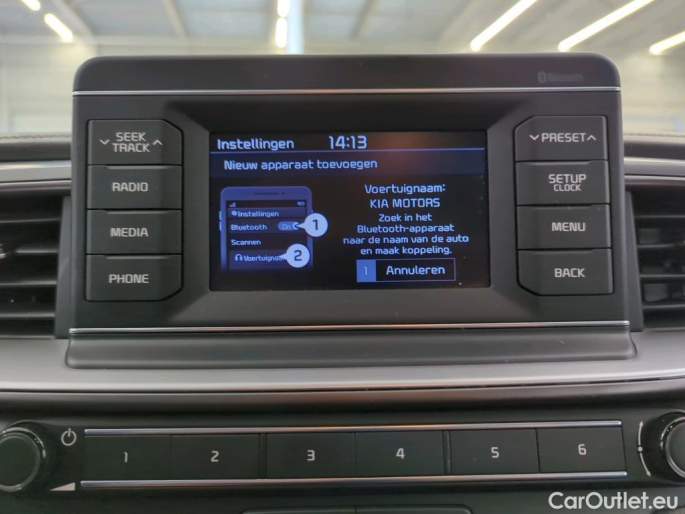 Bluetooth
SEEK
TRACK
RADIO
MEDIA
PHONE
Instellingen 14:13
Nieuw apparaat toevoegen
Instellingen
Bluetooth On
1
Scannen
2
Voertuignaam:
KIA MOTORS
Zoek in het
Bluetooth-apparaat
naar de naam van de auto
en maak koppeling.
1 Annuleren
PRESET
SETUP
CLOCK
MENU
BACK
1 2 3 4 5 6
CarOutlet.eu